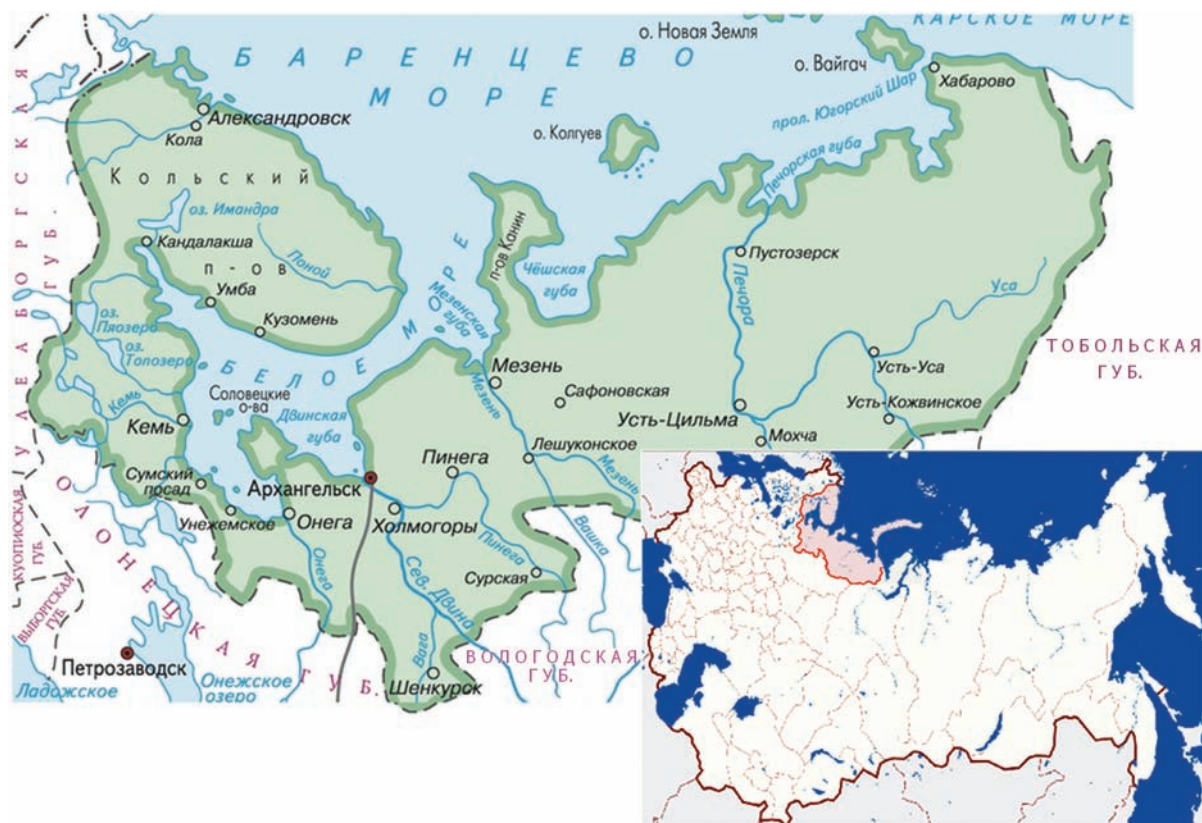 КАРСКОЕ МОРЕ
о. Новая Земля
БАРЕНЦЕВО
МОРЕ
о. Вайгач
Хабарово
прол. Югорский Шар
о. Колгуев
Печорская губа
Александровск
Кола
Кольский
п-ов
оз. Имандра
Кандалакша
Поной
Умба
Кузомень
п-ов Канин
Чёшская
губа
Мезенская
губа
БЕЛОЕ МОРЕ
Пустозерск
Печора
Уса
УЛЕАБОРГСКАЯ
ГУБ.
оз.
Пяозеро
оз.
Топозеро
Кемь
Кемь
Соловецкие
о-ва
Двинская
губа
Мезень
Мезень
Сафоновская
Усть-Цильма
Усть-Уса
Усть-Кожвинское
Мохча
ТОБОЛЬСКАЯ
ГУБ.
Лешуконское
Мезень
Пинега
Сумский
посад
Архангельск
Унежемское
Онега
Холмогоры
Пинега
Вашка
Сурская
Онега
Сев. Двина
Вага
Шенкурск
ВОЛОГОДСКАЯ
ГУБ.
ОЛОНЕЦКАЯ ГУБ.
КУОПИОСКАЯ
ГУБ.
ВЫБОРГСКАЯ
ГУБ.
Петрозаводск
Ладожское
Онежское
озеро